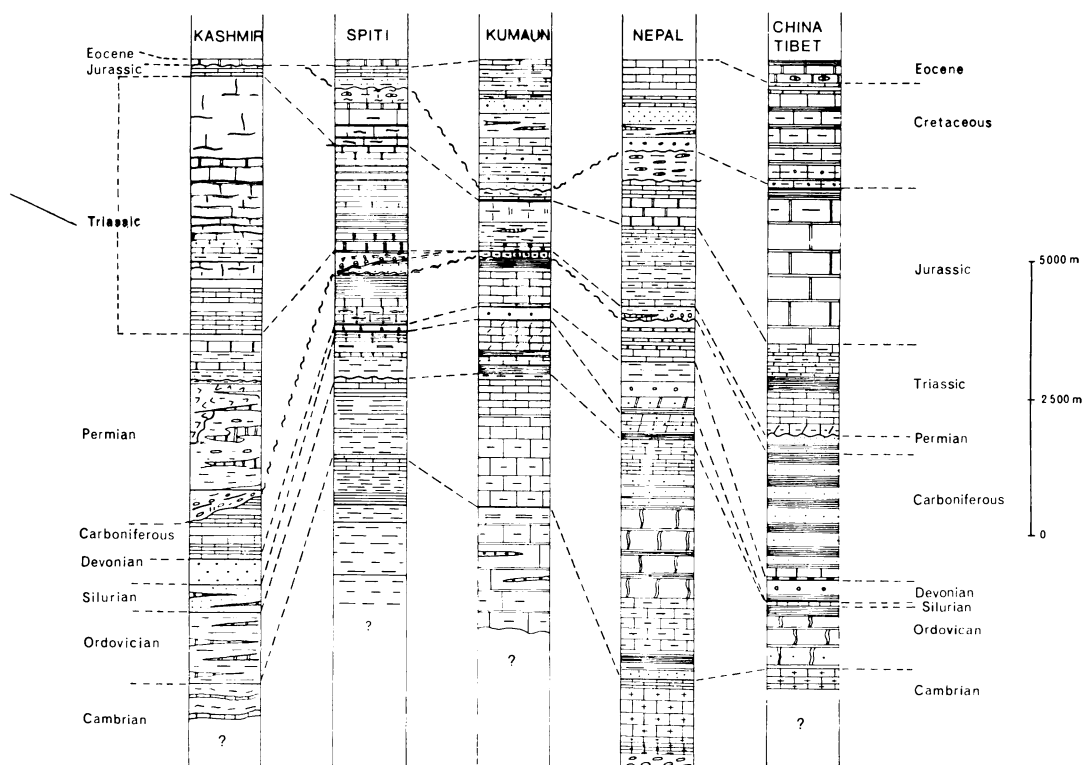 KASHMIR
SPITI
KUMAUN
NEPAL
CHINA
TIBET
Eocene
Jurassic
Triassic
Permian
Carboniferous
Devonian
Silurian
Ordovician
Cambrian
?
?
?
?
Eocene
Cretaceous
Jurassic
Triassic
Permian
Carboniferous
Devonian
Silurian
Ordovican
Cambrian
5000 m
2500 m
0